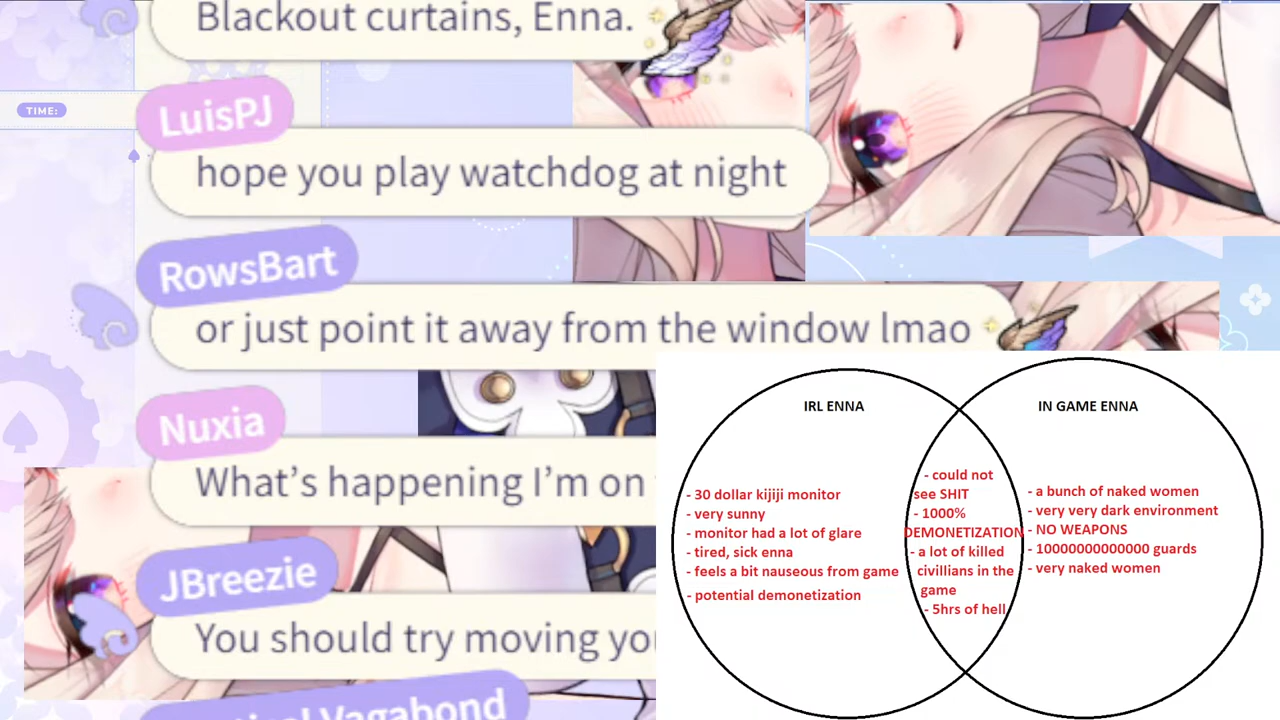 Blackout curtains, Enna.
TIME:
LuisPJ
hope you play watchdog at night
RowsBart
or just point it away from the window lmao
Nuxia
What's happening I'm on
JBreezie
You should try moving
Vagabond
IRL ENNA
- 30 dollar kijiji monitor
- very sunny
- monitor had a lot of glare
- tired, sick enna
- feels a bit nauseous from game
- potential demonetization
- could not
see SHIT
- 1000%
DEMONETIZATION
- a lot of killed
civillians in the
game
- 5hrs of hell
IN GAME ENNA
- a bunch of naked women
- very very dark environment
- NO WEAPONS
- 10000000000000 guards
- very naked women